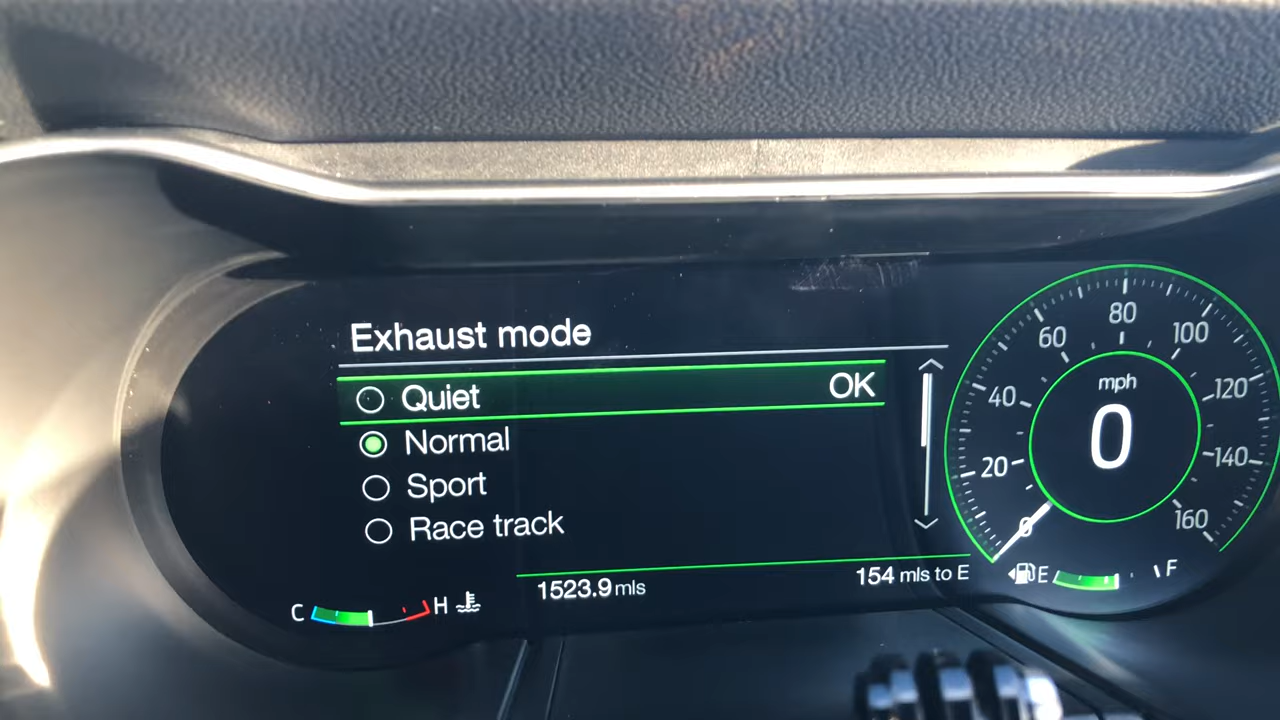 Exhaust mode
Quiet OK
Normal
Sport
Race track
1523.9 mls
154 mls to E
C H
mph
0
0
20
40
60
80
100
120
140
160
E F